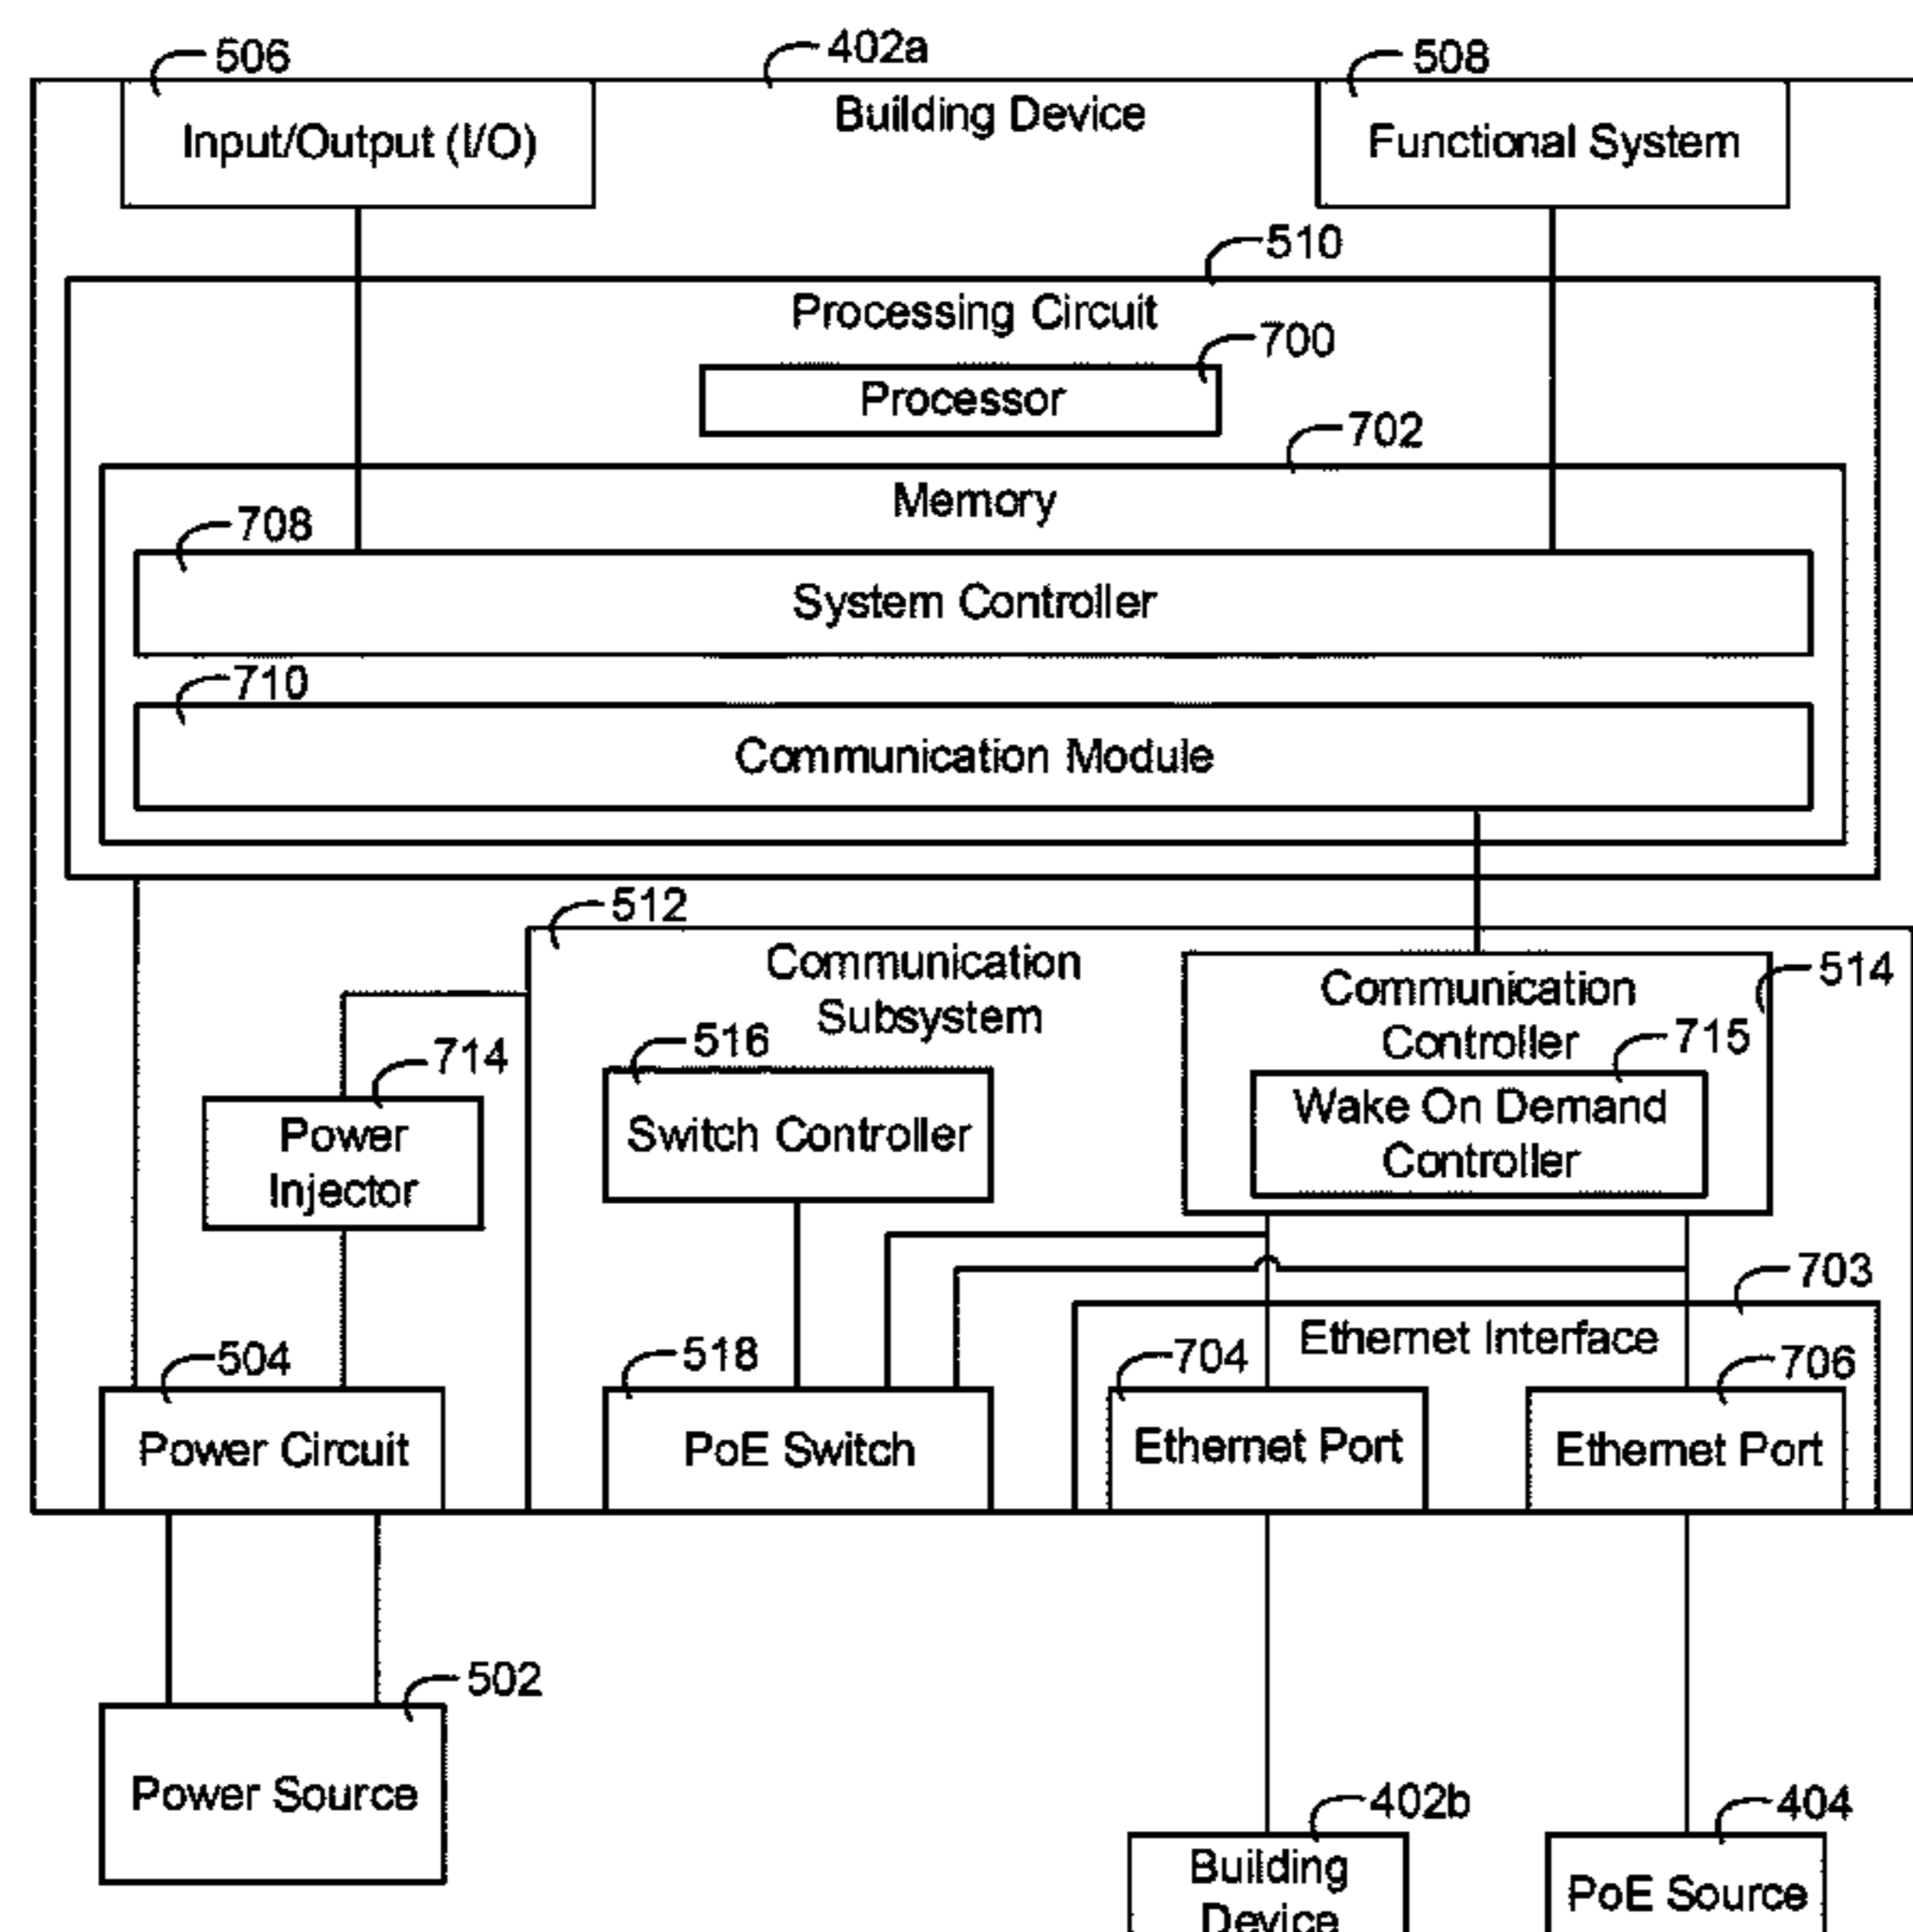 506
402a
508
Building Device
Input/Output (I/O)
Functional System
510
Processing Circuit
700
Processor
702
Memory
708
System Controller
710
Communication Module
512
Communication
Subsystem
514
Communication
Controller
516
715
714
Wake On Demand
Controller
Switch Controller
Power
Injector
703
Ethernet Interface
504
518
704
706
Power Circuit
PoE Switch
Ethernet Port
Ethernet Port
502
Power Source
402b
404
Building
Device
PoE Source